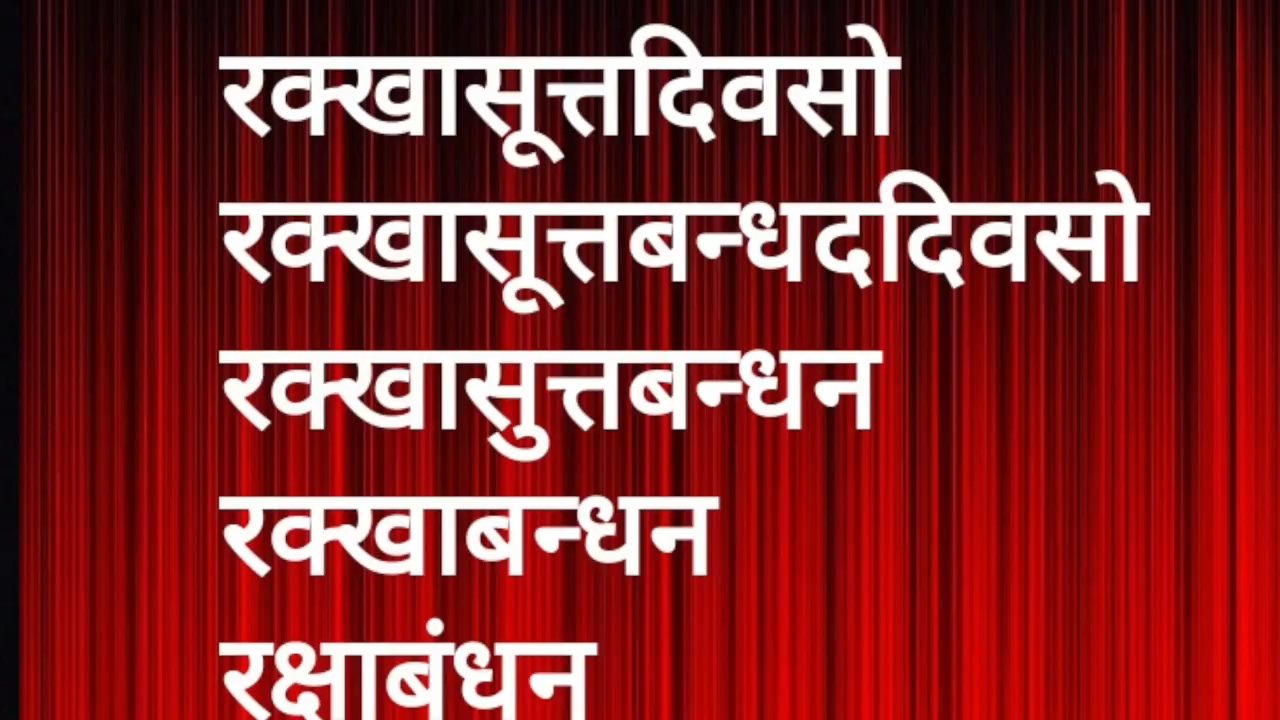 रक्खासूत्तदिवसो
रक्खासूत्तबन्धददिवसो
रक्खासुत्तबन्धन
रक्खाबन्धन
रक्षाबंधन